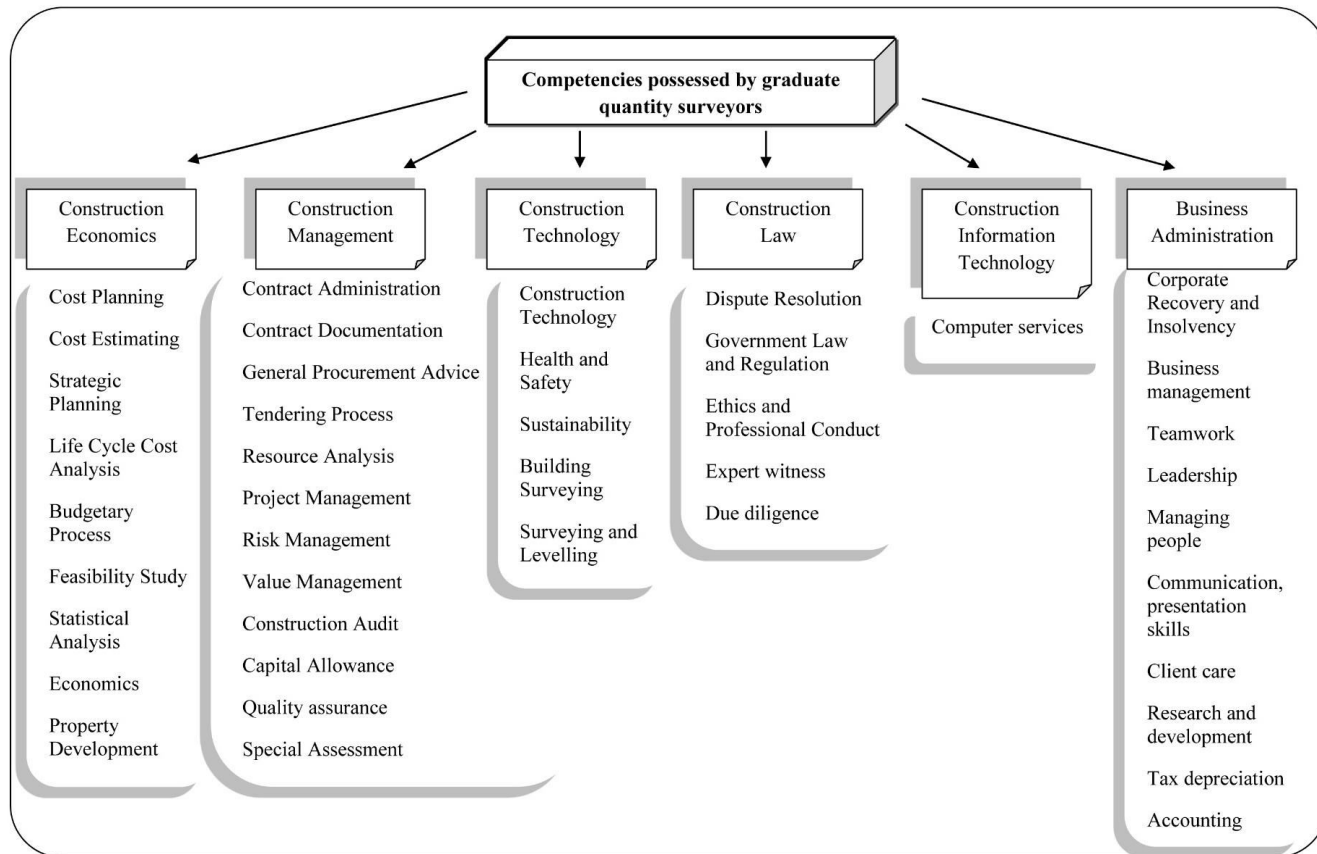 Competencies possessed by graduate
quantity surveyors
Construction
Economics
Cost Planning
Cost Estimating
Strategic
Planning
Life Cycle Cost
Analysis
Budgetary
Process
Feasibility Study
Statistical
Analysis
Economics
Property
Development
Construction
Management
Contract Administration
Contract Documentation
General Procurement Advice
Tendering Process
Resource Analysis
Project Management
Risk Management
Value Management
Construction Audit
Capital Allowance
Quality assurance
Special Assessment
Construction
Technology
Construction
Technology
Health and
Safety
Sustainability
Building
Surveying
Surveying and
Levelling
Construction
Law
Dispute Resolution
Government Law
and Regulation
Ethics and
Professional Conduct
Expert witness
Due diligence
Construction
Information
Technology
Computer services
Business
Administration
Corporate
Recovery and
Insolvency
Business
management
Teamwork
Leadership
Managing
people
Communication,
presentation
skills
Client care
Research and
development
Tax depreciation
Accounting